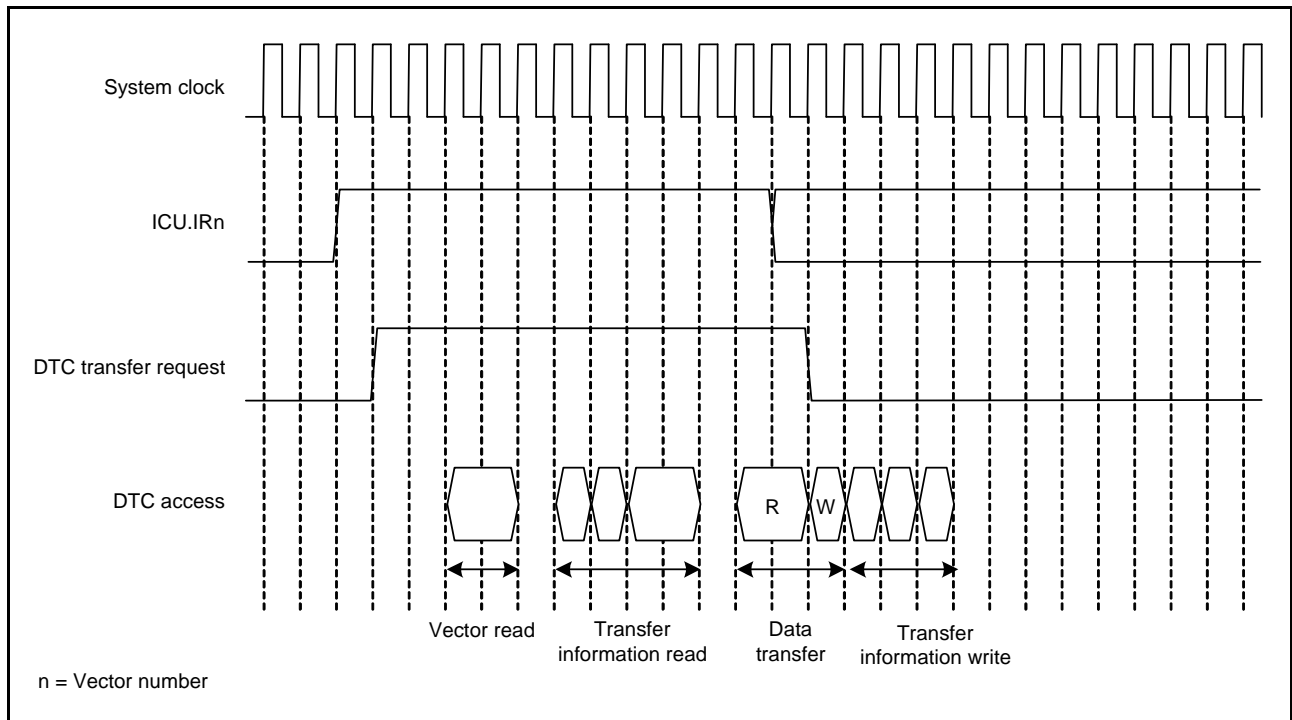 System clock
ICU.IRn
DTC transfer request
DTC access
R
W
Vector read
Transfer
information read
Data
transfer
Transfer
information write
n = Vector number